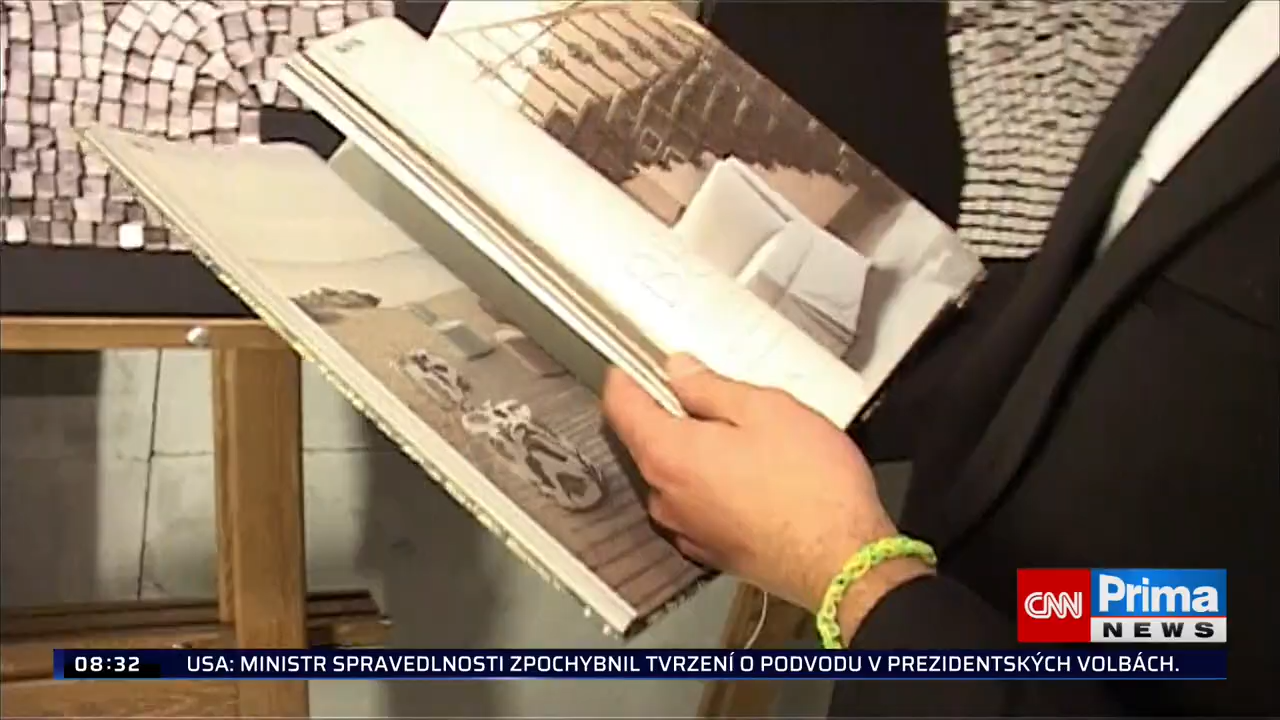 CNN Prima
NEWS
08:32 USA: MINISTR SPRAVEDLNOSTI ZPOCHYBNIL TVRZENÍ O PODVODU V PREZIDENTSKÝCH VOLBÁCH.